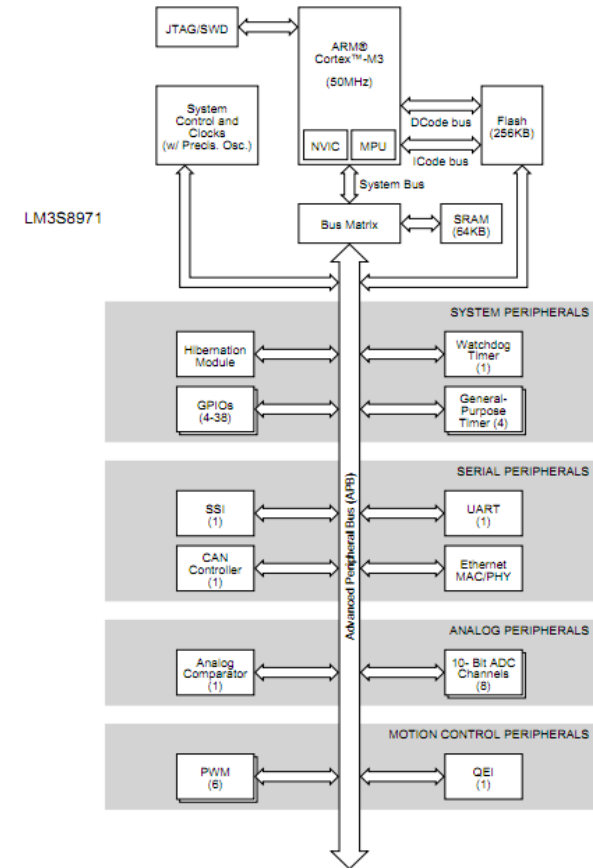 JTAG/SWD
ARM®
Cortex™-M3
(50MHz)
NVIC
MPU
System
Control and
Clocks
(w/ Precis. Osc.)
DCode bus
ICode bus
Flash
(256KB)
System Bus
LM3S8971
Bus Matrix
SRAM
(64KB)
SYSTEM PERIPHERALS
Hibernation
Module
Watchdog
Timer
(1)
GPIOs
(4-38)
General-
Purpose
Timer (4)
Advanced Peripheral Bus (APB)
SERIAL PERIPHERALS
SSI
(1)
UART
(1)
CAN
Controller
(1)
Ethernet
MAC/PHY
ANALOG PERIPHERALS
Analog
Comparator
(1)
10- Bit ADC
Channels
(8)
MOTION CONTROL PERIPHERALS
PWM
(6)
QEI
(1)